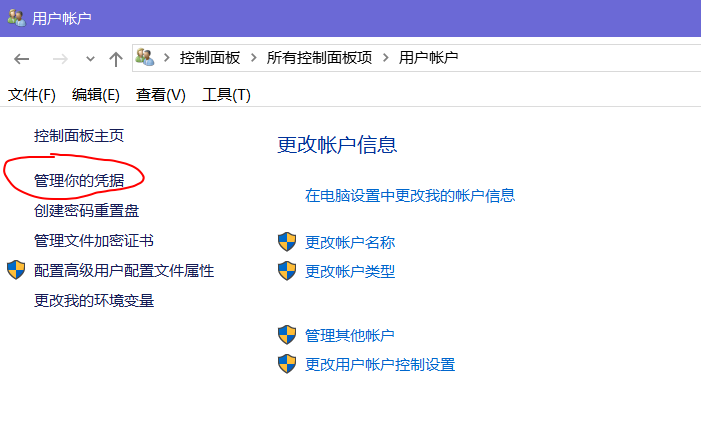 用户帐户
控制面板 > 所有控制面板项 > 用户帐户
文件(F) 编辑(E) 查看(V) 工具(T)
控制面板主页
管理你的凭据
创建密码重置盘
管理文件加密证书
配置高级用户配置文件属性
更改我的环境变量
更改帐户信息
在电脑设置中更改我的帐户信息
更改帐户名称
更改帐户类型
管理其他帐户
更改用户帐户控制设置